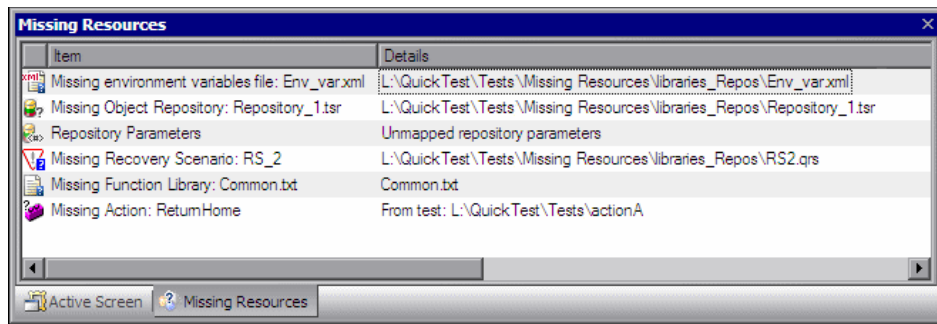 Missing Resources
Item Details
Missing environment variables file: Env_var.xml L:\QuickTest\Tests\Missing Resources\libraries_Repos\Env_var.xml
Missing Object Repository: Repository_1.tsr L:\QuickTest\Tests\Missing Resources\libraries_Repos\Repository_1.tsr
Repository Parameters Unmapped repository parameters
Missing Recovery Scenario: RS_2 L:\QuickTest\Tests\Missing Resources\libraries_Repos\RS2.qrs
Missing Function Library: Common.txt Common.txt
Missing Action: ReturnHome From test: L:\QuickTest\Tests\actionA
Active Screen Missing Resources